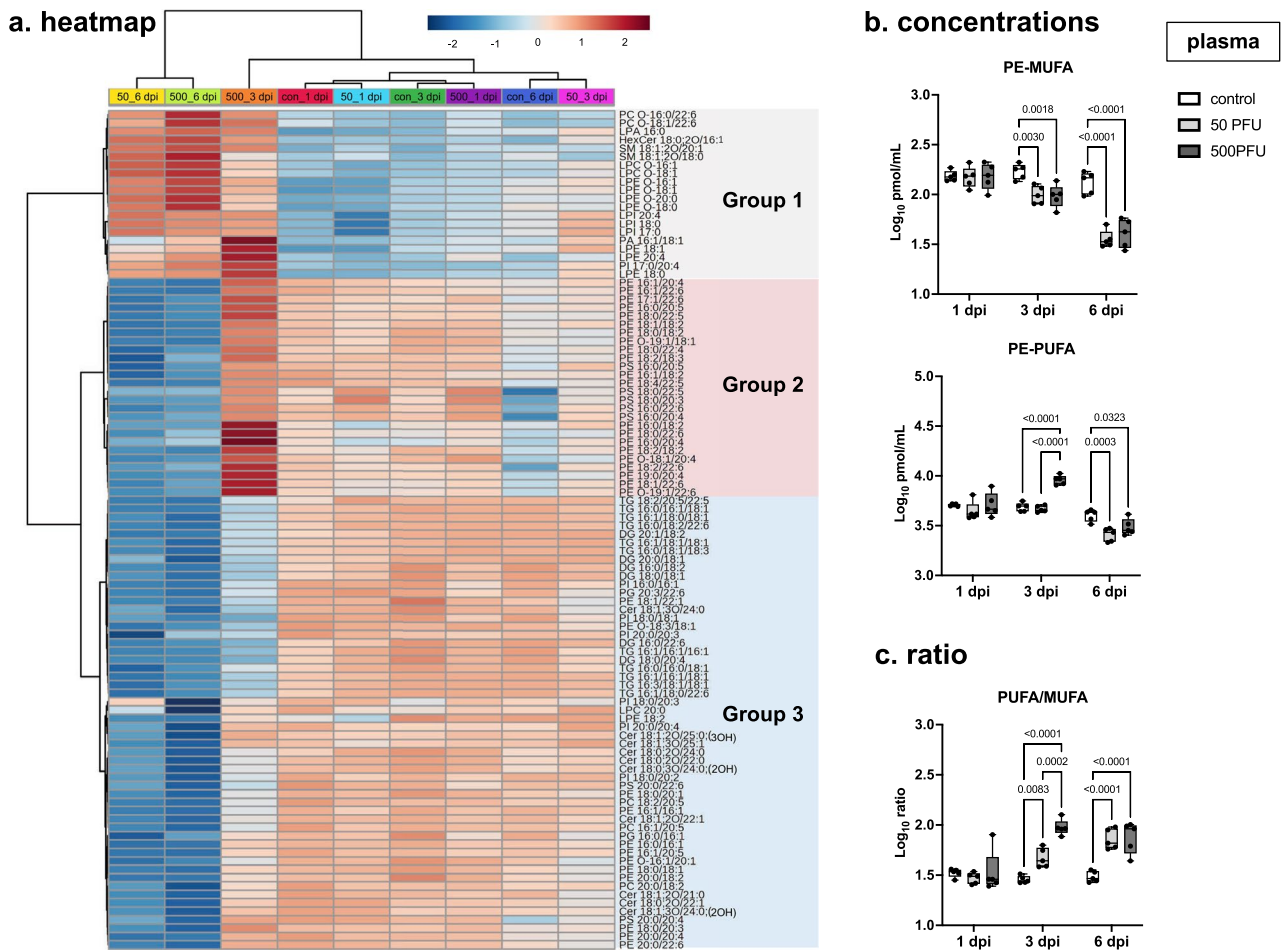 a. heatmap
-2 -1 0 1 2
50_6 dpi 500_6 dpi 500_3 dpi con_1 dpi 50_1 dpi con_3 dpi 500_1 dpi con_6 dpi 50_3 dpi
PC O-16:0/22:6
PC O-18:1/22:6
LPA 16:0
HexCer 18:0;2O/16:1
SM 18:1;2O/20:1
SM 18:1;2O/18:0
LPC O-16:1
LPC O-18:1
LPE O-16:1
LPE O-18:1
LPE O-20:0
LPE O-18:0
LPI 20:4
LPI 18:0
LPI 17:0
PA 16:1/18:1
LPE 18:1
LPE 20:4
PI 17:0/20:4
LPE 18:0
Group 1
PE 16:1/20:4
PE 16:1/22:6
PE 17:1/22:6
PE 16:0/20:5
PE 18:0/22:5
PE 18:1/18:2
PE 18:0/18:2
PE O-19:1/18:1
PE 18:0/22:4
PE 18:2/18:3
PS 16:0/20:5
PE 16:1/18:2
PE 18:4/22:5
PS 18:0/22:5
PS 18:0/20:3
PS 16:0/22:6
PS 16:0/20:4
PE 16:0/18:2
PE 18:0/22:6
PE 16:0/20:4
PE 18:2/18:2
PE O-18:1/20:4
PE 18:2/22:6
PE 19:0/20:4
PE 18:1/22:6
PE O-19:1/22:6
Group 2
TG 18:2/20:5/22:5
TG 16:0/16:1/18:1
TG 16:1/18:0/18:1
TG 16:0/18:2/22:6
DG 20:1/18:2
TG 16:1/18:1/18:1
TG 16:0/18:1/18:3
DG 20:0/18:1
DG 16:0/18:2
DG 18:0/18:1
PI 16:0/16:1
PG 20:3/22:6
PE 18:1/22:1
Cer 18:1;3O/24:0
PI 18:0/18:1
PE O-18:3/18:1
PI 20:0/20:3
DG 16:0/22:6
TG 16:1/16:1/16:1
DG 18:0/20:4
TG 16:0/16:0/18:1
TG 16:1/16:1/18:1
TG 16:3/18:1/18:1
TG 16:1/18:0/22:6
PI 18:0/20:3
LPC 20:0
LPE 18:2
PI 20:0/20:4
Cer 18:1;2O/25:0;(3OH)
Cer 18:1;3O/25:1
Cer 18:0;2O/24:0
Cer 18:0;2O/22:0
Cer 18:0;3O/24:0;(2OH)
PI 18:0/20:2
PS 20:0/22:6
PE 18:0/20:1
PC 18:2/20:5
PE 16:1/16:1
Cer 18:1;2O/22:1
PC 16:1/20:5
PG 16:0/16:1
PE 16:0/16:1
PE 16:1/20:5
PE O-16:1/20:1
PE 18:0/18:1
PE 20:0/18:2
PC 20:0/18:2
Cer 18:1;2O/21:0
Cer 18:0;2O/22:1
Cer 18:1;3O/24:0;(2OH)
PS 20:0/20:4
PE 18:0/20:3
PE 20:0/20:4
PE 20:0/22:6
Group 3
b. concentrations
plasma
control
50 PFU
500PFU
PE-MUFA
Log10 pmol/mL
3.0
2.5
2.0
1.5
1.0
0.0018
0.0030
<0.0001
<0.0001
1 dpi 3 dpi 6 dpi
PE-PUFA
Log10 pmol/mL
5.0
4.5
4.0
3.5
3.0
<0.0001
<0.0001
0.0323
0.0003
1 dpi 3 dpi 6 dpi
c. ratio
PUFA/MUFA
Log10 ratio
3.0
2.5
2.0
1.5
1.0
<0.0001
0.0002
0.0083
<0.0001
<0.0001
1 dpi 3 dpi 6 dpi